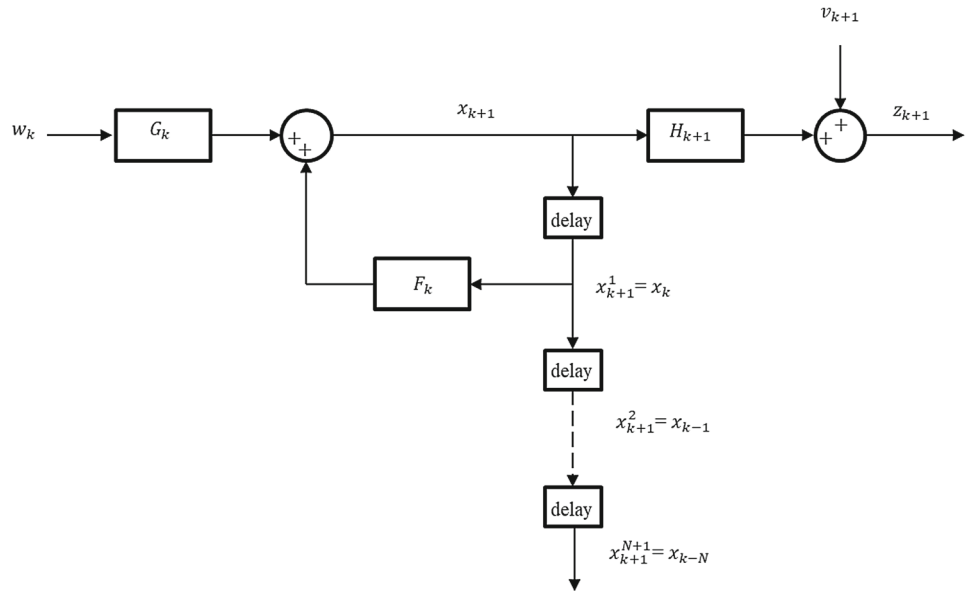 v_{k+1}
w_k
G_k
+
+
x_{k+1}
H_{k+1}
+
+
z_{k+1}
delay
F_k
x^1_{k+1} = x_k
delay
x^2_{k+1} = x_{k-1}
delay
x^{N+1}_{k+1} = x_{k-N}